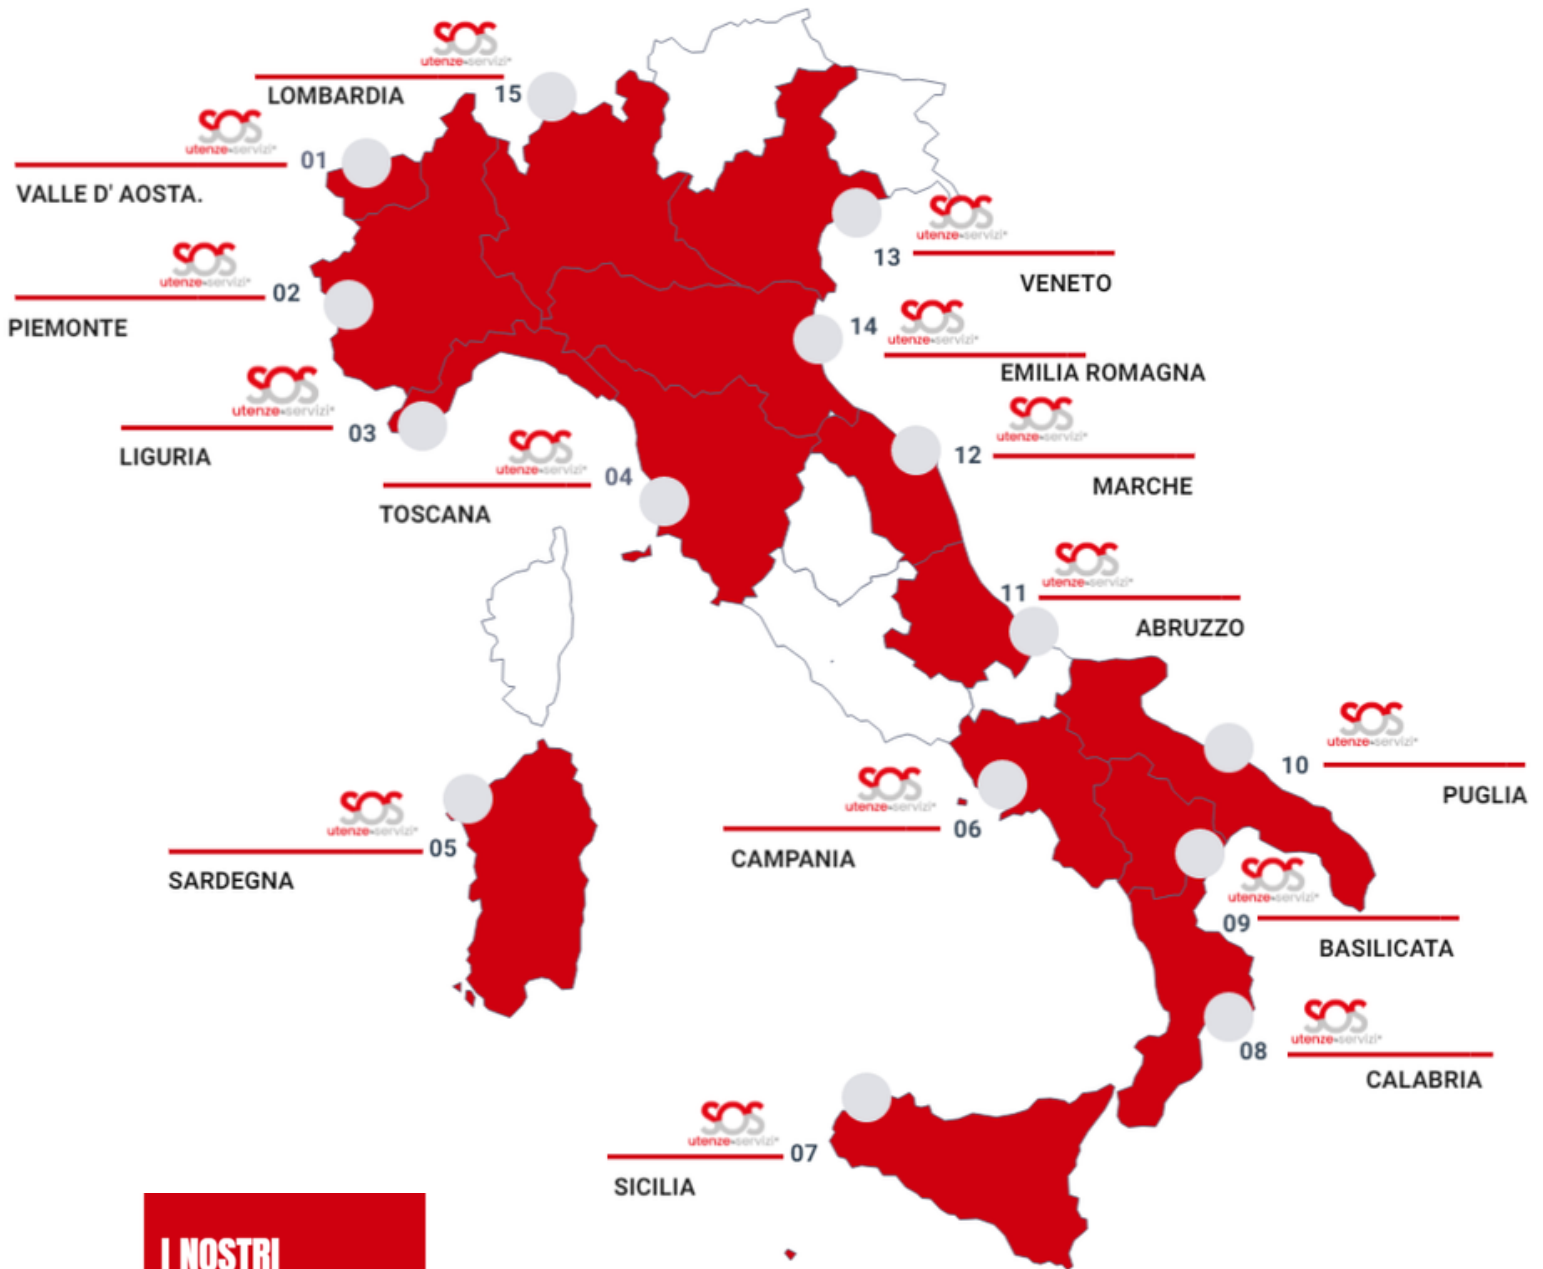 SOS
utenze e servizi®
LOMBARDIA
15
SOS
utenze e servizi®
01
VALLE D' AOSTA.
SOS
utenze e servizi®
02
PIEMONTE
SOS
utenze e servizi®
03
LIGURIA
SOS
utenze e servizi®
04
TOSCANA
SOS
utenze e servizi®
05
SARDEGNA
SOS
utenze e servizi®
06
CAMPANIA
SOS
utenze e servizi®
07
SICILIA
SOS
utenze e servizi®
08
CALABRIA
SOS
utenze e servizi®
09
BASILICATA
SOS
utenze e servizi®
10
PUGLIA
SOS
utenze e servizi®
11
ABRUZZO
SOS
utenze e servizi®
12
MARCHE
SOS
utenze e servizi®
13
VENETO
SOS
utenze e servizi®
14
EMILIA ROMAGNA
I NOSTRI